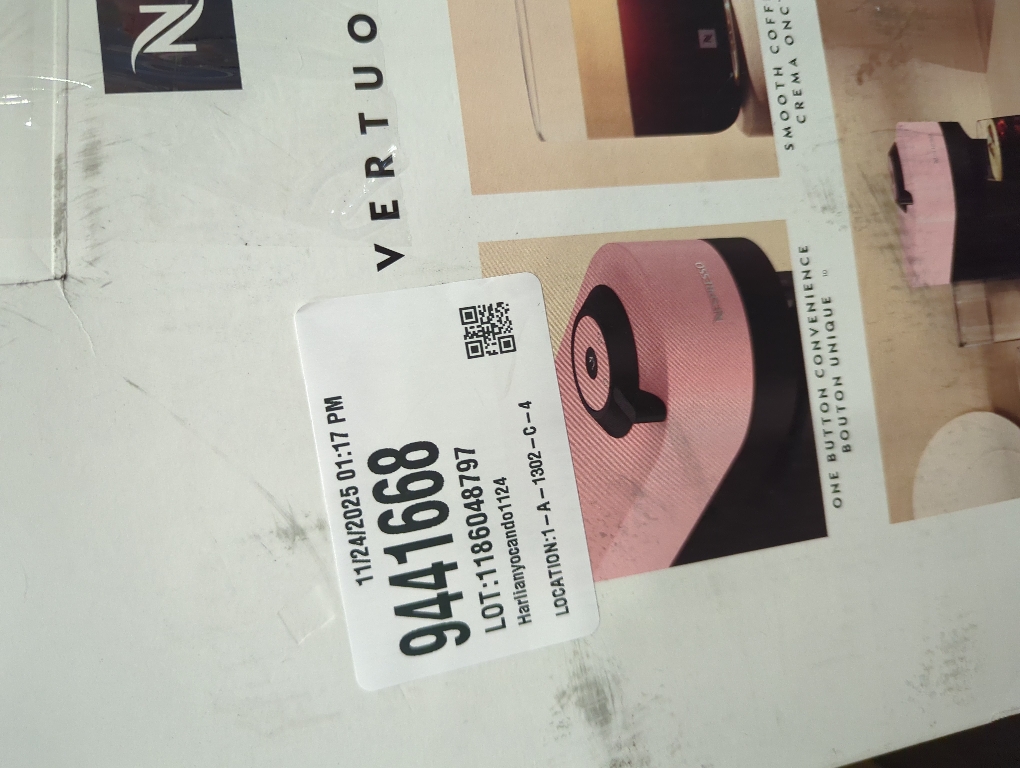 N
VERTUO
11/24/2025 01:17 PM
9441668
LOT:1186048797
Harlianyocando1124
LOCATION:1-A-1302-C-4
SMOOTH COFF
CREMA ONC
N
NESPRESSO
ONE BUTTON CONVENIENCE
BOUTON UNIQUE